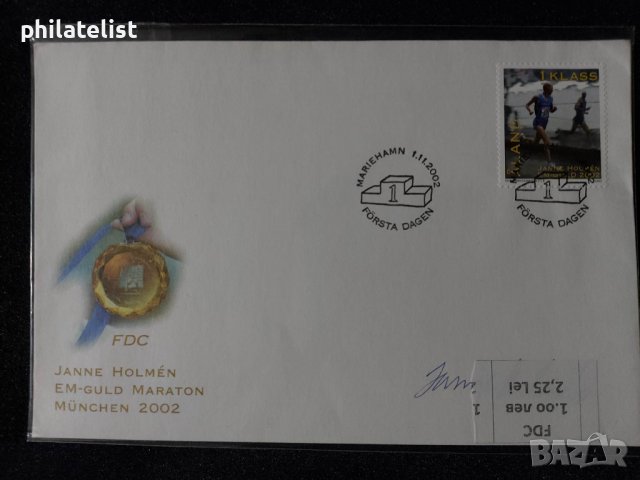 philatelist
1 KLASS
ÅLAND
JANNE HOLMÉN
MARIEHAMN 1.11.2002
1
FÖRSTA DAGEN
1
FÖRSTA DAGEN
FDC
JANNE HOLMÉN
EM-GULD MARATON
MÜNCHEN 2002
FDC
1.00 лев
2,25 Lei
BAZAR